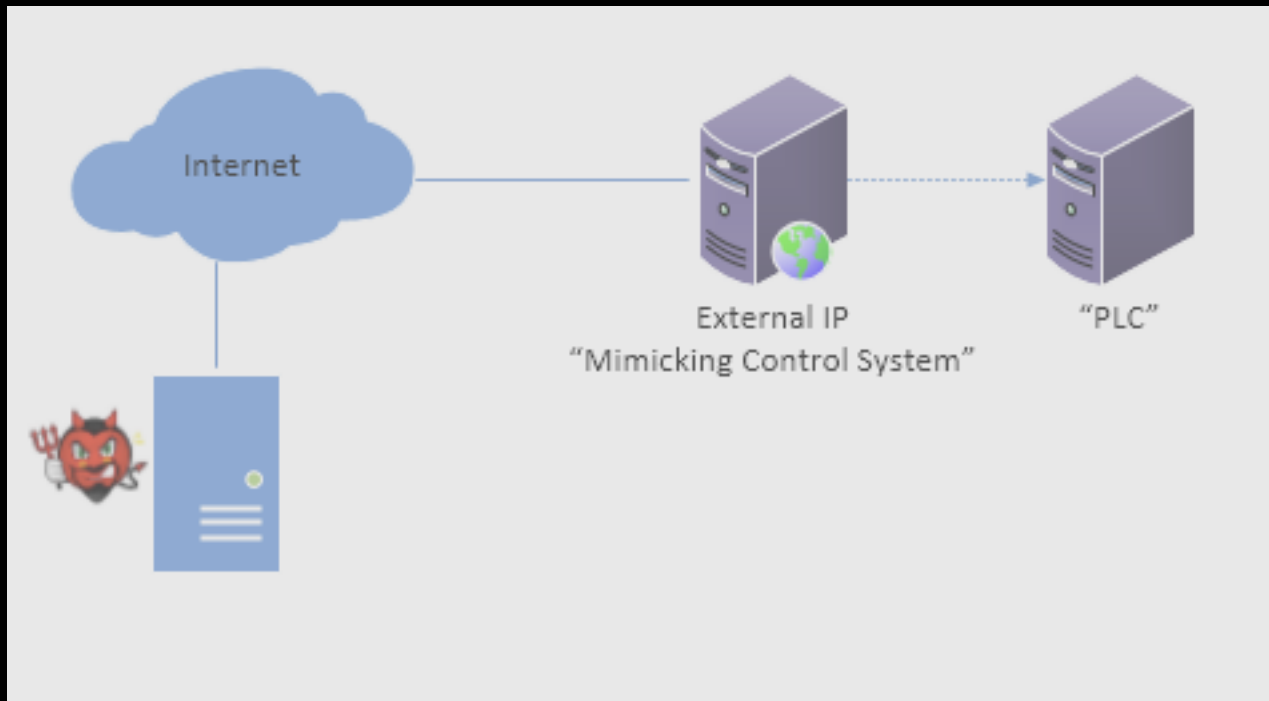 Internet
External IP
“Mimicking Control System”
“PLC”